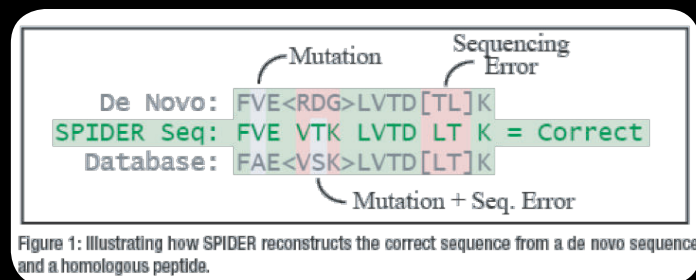 Mutation
Sequencing
Error
De Novo: FVE<RDG>LVTD[TL]K
SPIDER Seq: FVE VTK LVTD LT K = Correct
Database: FAE<VSK>LVTD[LT]K
Mutation + Seq. Error
Figure 1: Illustrating how SPIDER reconstructs the correct sequence from a de novo sequence
and a homologous peptide.